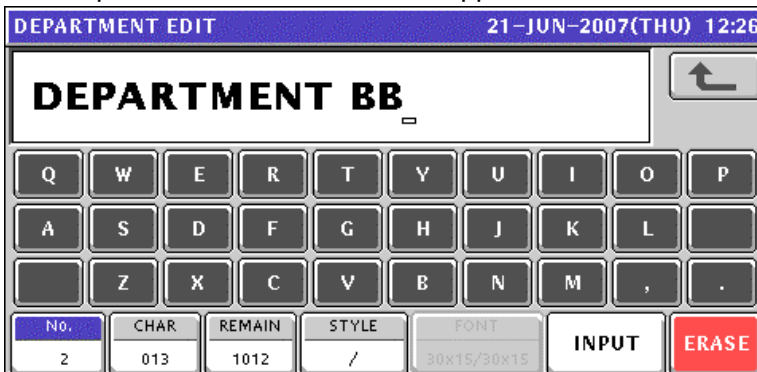 DEPARTMENT EDIT 21-JUN-2007(THU) 12:26
DEPARTMENT BB_
Q W E R T Y U I O P
A S D F G H J K L
Z X C V B N M , .
No. CHAR REMAIN STYLE FONT INPUT ERASE
2 013 1012 / 30x15/30x15